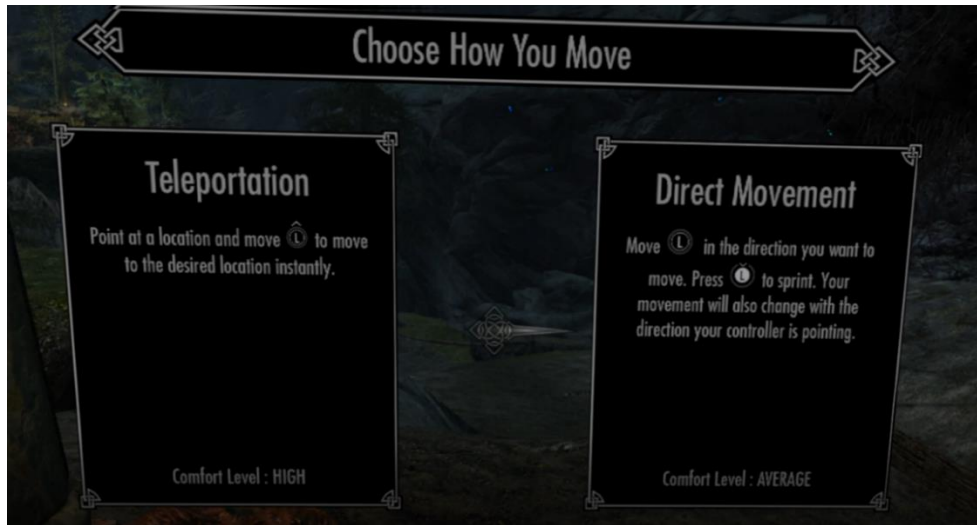 Choose How You Move
Teleportation
Point at a location and move L to move
to the desired location instantly.
Comfort Level : HIGH
Direct Movement
Move L in the direction you want to
move. Press L to sprint. Your
movement will also change with the
direction your controller is pointing.
Comfort Level : AVERAGE